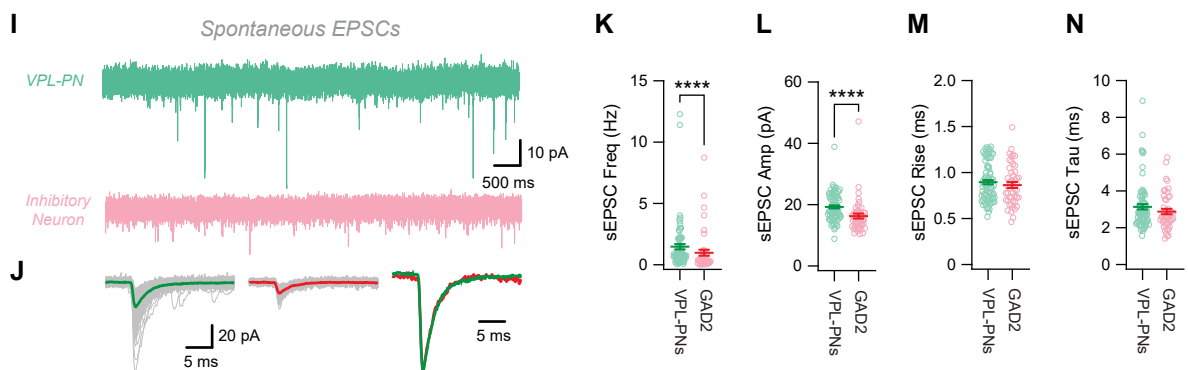 I
Spontaneous EPSCs
VPL-PN
10 pA
500 ms
Inhibitory
Neuron
J
20 pA
5 ms
5 ms
K
sEPSC Freq (Hz)
15
10
5
0
****
VPL-PNs
GAD2
L
sEPSC Amp (pA)
60
40
20
0
****
VPL-PNs
GAD2
M
sEPSC Rise (ms)
2.0
1.5
1.0
0.5
0
VPL-PNs
GAD2
N
sEPSC Tau (ms)
10
8
6
4
2
0
VPL-PNs
GAD2